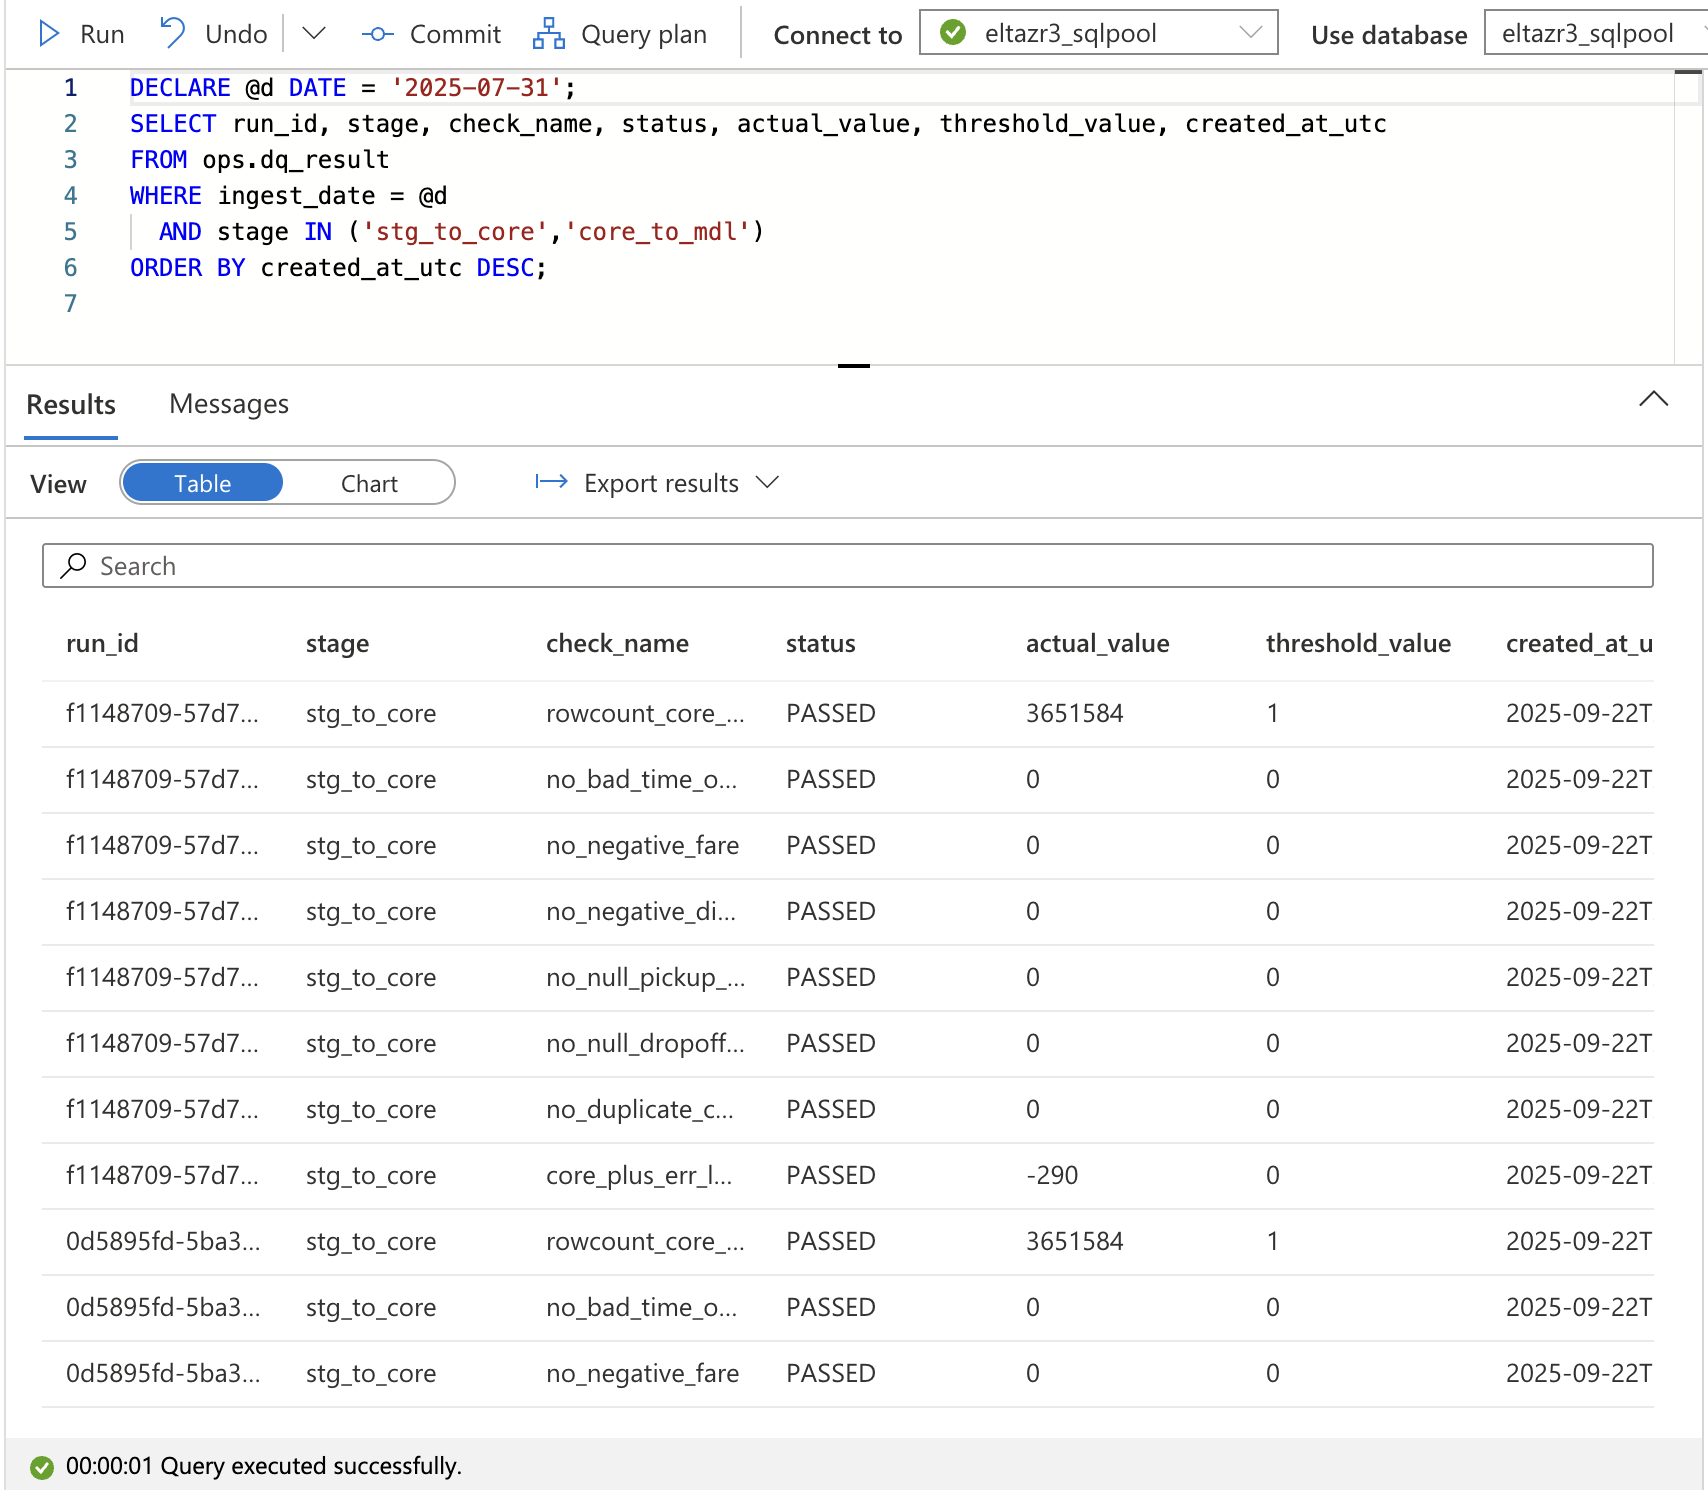 Run Undo Commit Query plan Connect to eltazr3_sqlpool Use database eltazr3_sqlpool
1 DECLARE @d DATE = '2025-07-31';
2 SELECT run_id, stage, check_name, status, actual_value, threshold_value, created_at_utc
3 FROM ops.dq_result
4 WHERE ingest_date = @d
5 AND stage IN ('stg_to_core','core_to_mdl')
6 ORDER BY created_at_utc DESC;
7
Results Messages
View Table Chart Export results
Search
run_id stage check_name status actual_value threshold_value created_at_u
f1148709-57d7... stg_to_core rowcount_core_... PASSED 3651584 1 2025-09-22T
f1148709-57d7... stg_to_core no_bad_time_o... PASSED 0 0 2025-09-22T
f1148709-57d7... stg_to_core no_negative_fare PASSED 0 0 2025-09-22T
f1148709-57d7... stg_to_core no_negative_di... PASSED 0 0 2025-09-22T
f1148709-57d7... stg_to_core no_null_pickup_... PASSED 0 0 2025-09-22T
f1148709-57d7... stg_to_core no_null_dropoff... PASSED 0 0 2025-09-22T
f1148709-57d7... stg_to_core no_duplicate_c... PASSED 0 0 2025-09-22T
f1148709-57d7... stg_to_core core_plus_err_l... PASSED -290 0 2025-09-22T
0d5895fd-5ba3... stg_to_core rowcount_core_... PASSED 3651584 1 2025-09-22T
0d5895fd-5ba3... stg_to_core no_bad_time_o... PASSED 0 0 2025-09-22T
0d5895fd-5ba3... stg_to_core no_negative_fare PASSED 0 0 2025-09-22T
00:00:01 Query executed successfully.